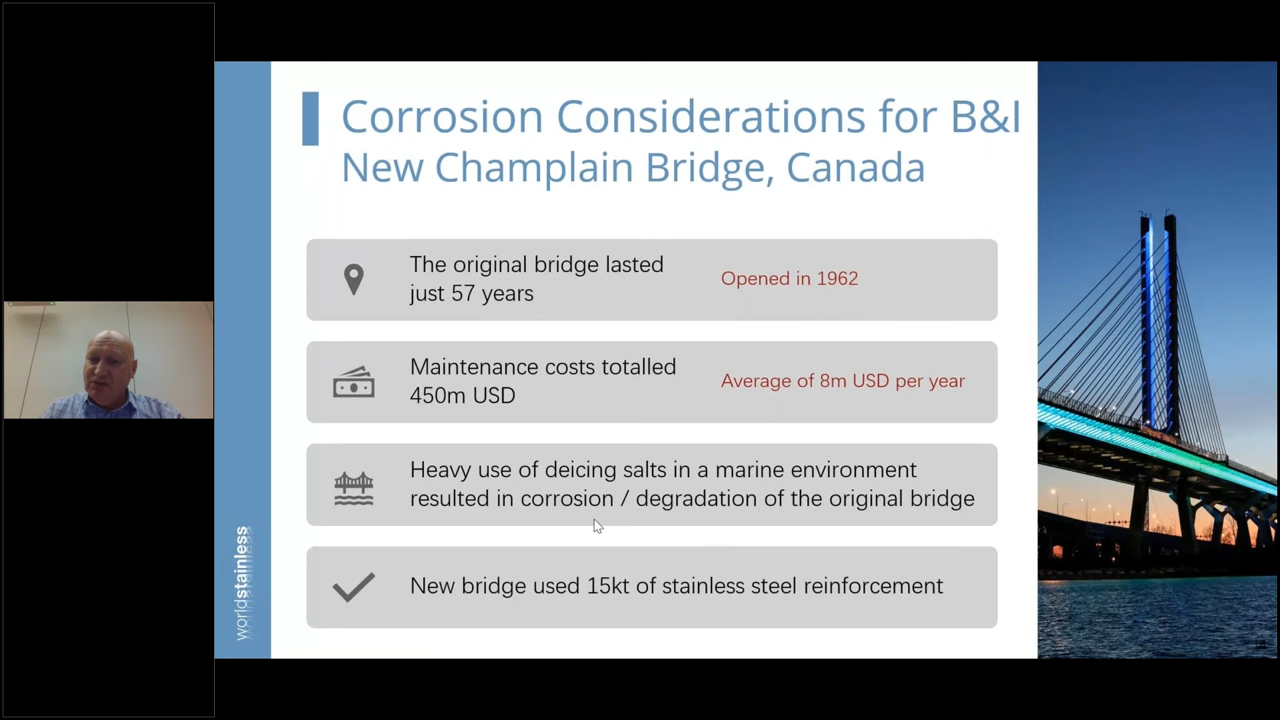 Corrosion Considerations for B&I
New Champlain Bridge, Canada
The original bridge lasted
just 57 years
Opened in 1962
Maintenance costs totalled
450m USD
Average of 8m USD per year
Heavy use of deicing salts in a marine environment
resulted in corrosion / degradation of the original bridge
New bridge used 15kt of stainless steel reinforcement
worldstainless